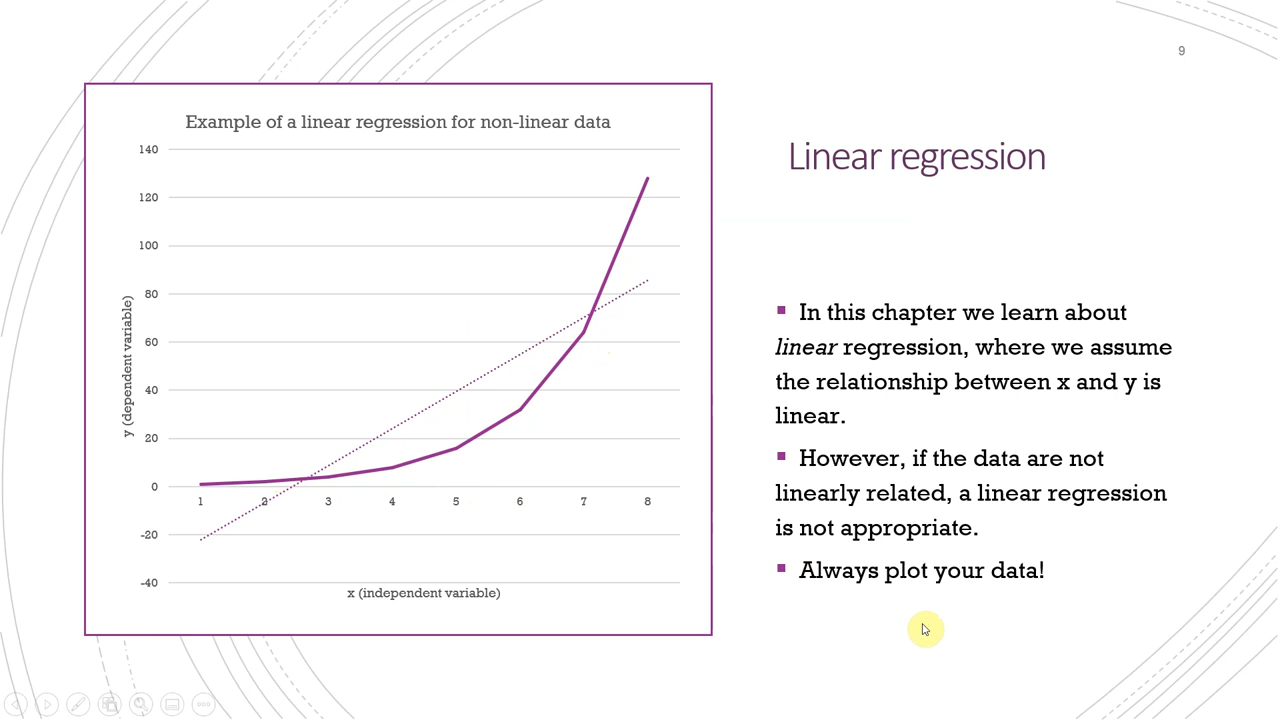 9
Example of a linear regression for non-linear data
140
120
100
80
60
40
20
0
-20
-40
1 2 3 4 5 6 7 8
y (dependent variable)
x (independent variable)
Linear regression
▪ In this chapter we learn about
linear regression, where we assume
the relationship between x and y is
linear.
▪ However, if the data are not
linearly related, a linear regression
is not appropriate.
▪ Always plot your data!